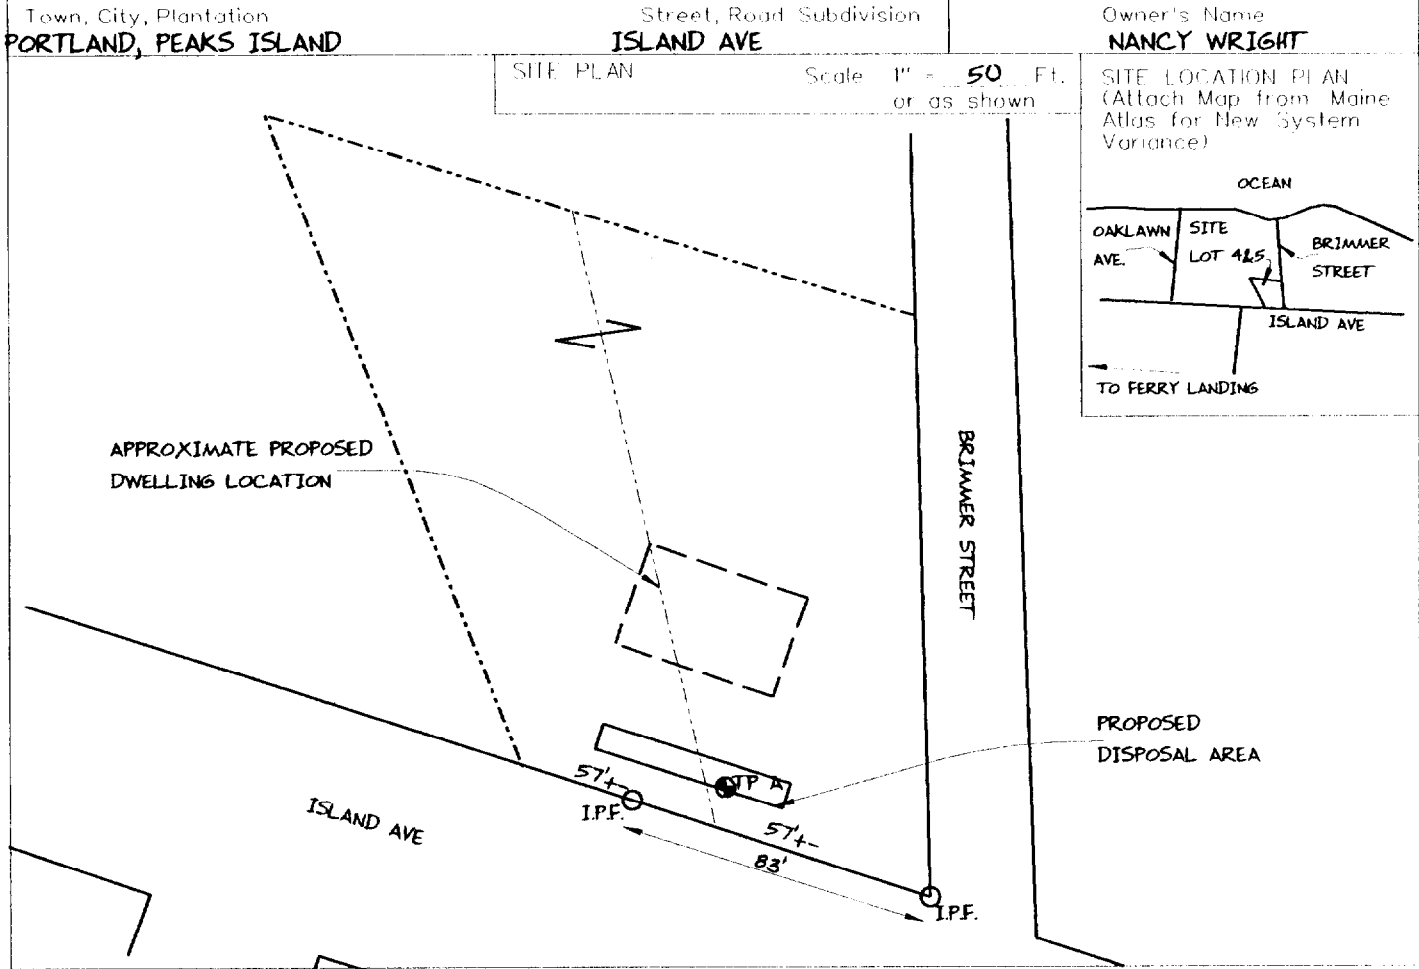 Town, City, Plantation
PORTLAND, PEAKS ISLAND
Street, Road Subdivision
ISLAND AVE
Owner's Name
NANCY WRIGHT
SITE PLAN
Scale 1" = 50 Ft.
or as shown
SITE LOCATION PLAN
(Attach Map from Maine
Atlas for New System
Variance)
OCEAN
OAKLAWN
AVE.
SITE
LOT 4&5
BRIMMER
STREET
ISLAND AVE
TO FERRY LANDING
APPROXIMATE PROPOSED
DWELLING LOCATION
BRIMMER STREET
PROPOSED
DISPOSAL AREA
TP A
57'+-
I.P.F.
57'+-
83'
I.P.F.
ISLAND AVE